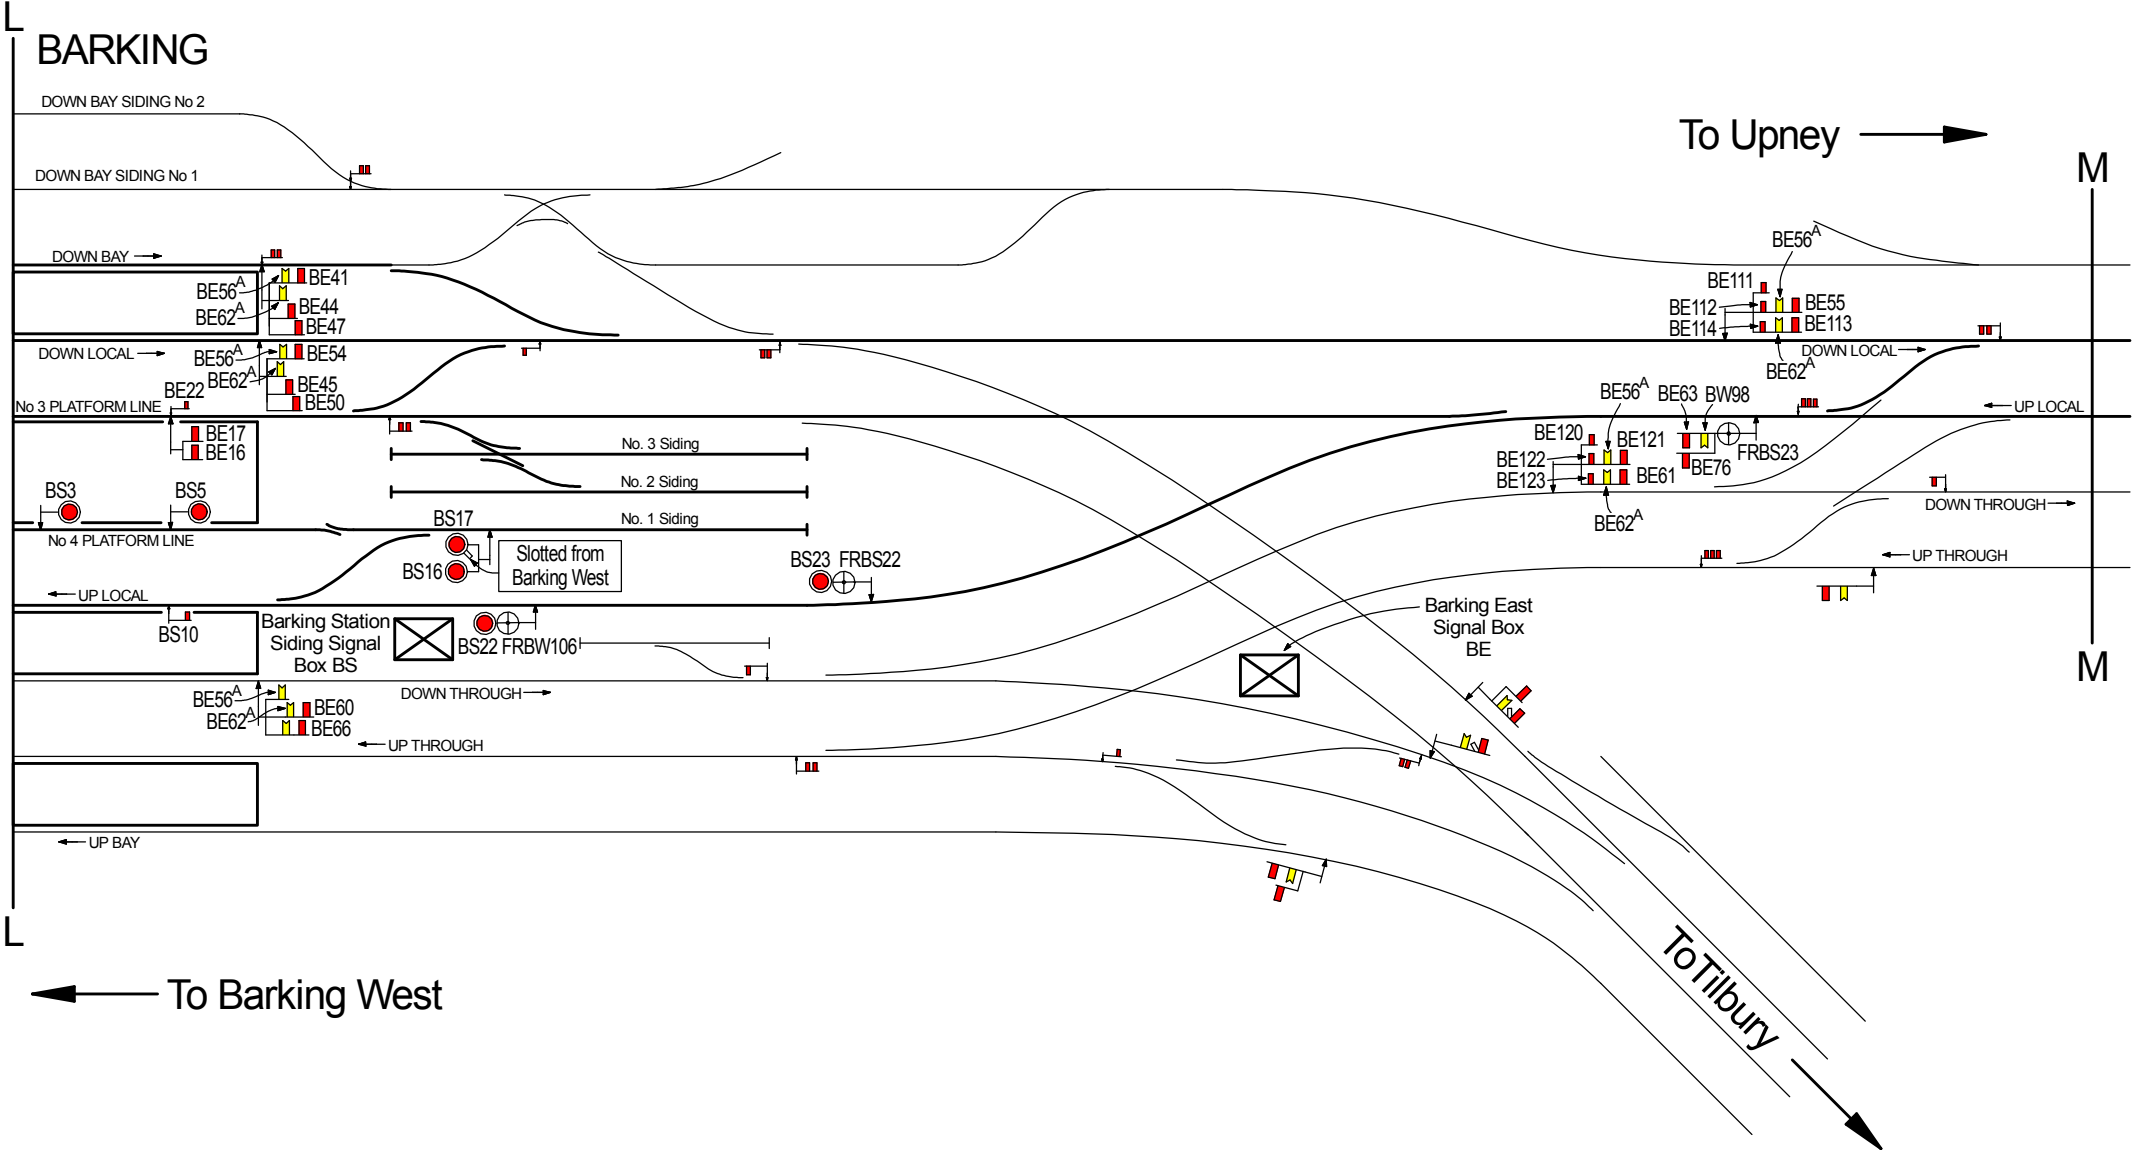 L
BARKING
DOWN BAY SIDING No 2
To Upney
M
DOWN BAY SIDING No 1
DOWN BAY
BE56A
BE41
BE62A
BE44
BE47
BE56A
BE111
BE112
BE55
BE114
BE113
DOWN LOCAL
BE62A
DOWN LOCAL
BE56A
BE54
BE62A
BE45
BE50
BE22
No 3 PLATFORM LINE
BE17
BE16
UP LOCAL
BE56A
BE63
BW98
FRBS23
BE76
BE120
BE121
BE122
BE61
BE123
BE62A
No. 3 Siding
No. 2 Siding
No. 1 Siding
BS3
BS5
No 4 PLATFORM LINE
BS17
BS16
Slotted from
Barking West
BS23
FRBS22
DOWN THROUGH
UP THROUGH
UP LOCAL
BS10
Barking Station
Siding Signal
Box BS
BS22
FRBW106
Barking East
Signal Box
BE
M
DOWN THROUGH
BE56A
BE62A
BE60
BE66
UP THROUGH
UP BAY
L
To Barking West
To Tilbury